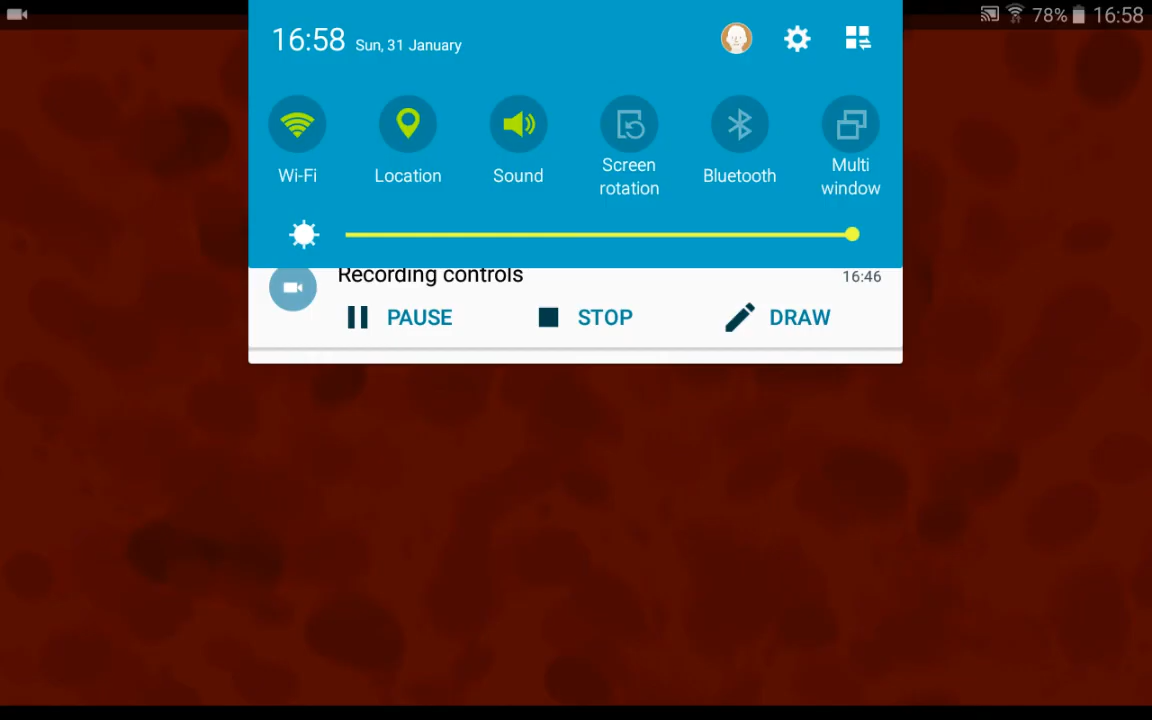 78% 16:58
16:58 Sun, 31 January
Wi-Fi
Location
Sound
Screen
rotation
Bluetooth
Multi
window
Recording controls 16:46
PAUSE STOP DRAW